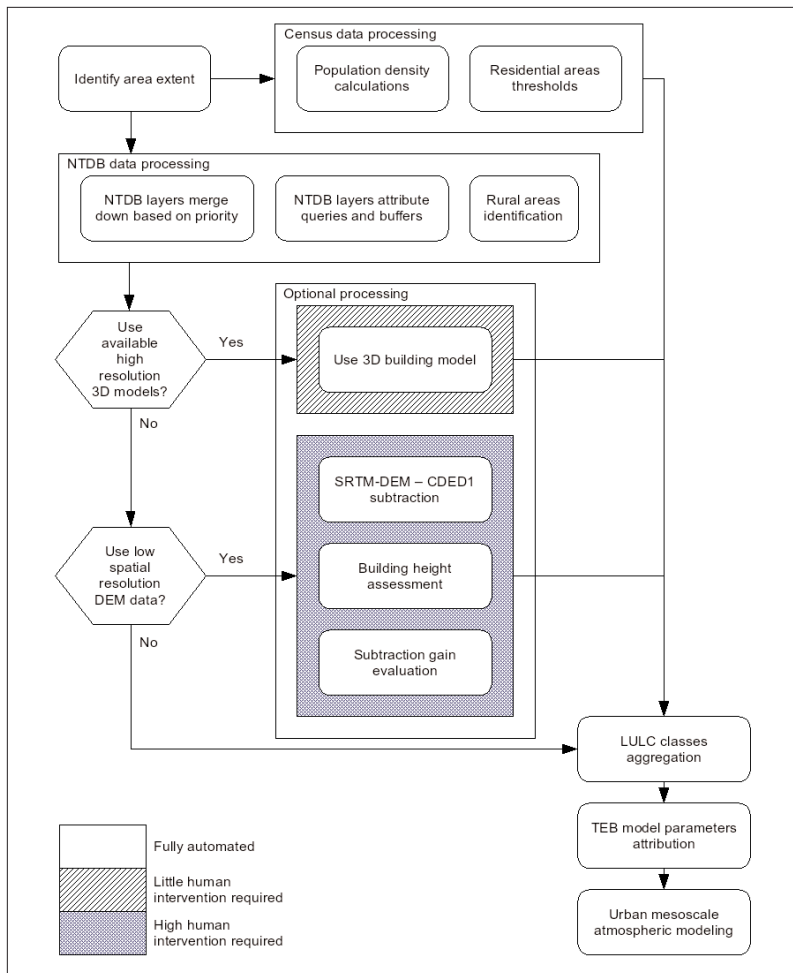 Census data processing
Identify area extent
Population density
calculations
Residential areas
thresholds
NTDB data processing
NTDB layers merge
down based on priority
NTDB layers attribute
queries and buffers
Rural areas
identification
Optional processing
Use
available
high
resolution
3D models?
Yes
Use 3D building model
No
SRTM-DEM – CDED1
subtraction
Use low
spatial
resolution
DEM data?
Yes
Building height
assessment
No
Subtraction gain
evaluation
LULC classes
aggregation
TEB model parameters
attribution
Urban mesoscale
atmospheric modeling
Fully automated
Little human
intervention required
High human
intervention required